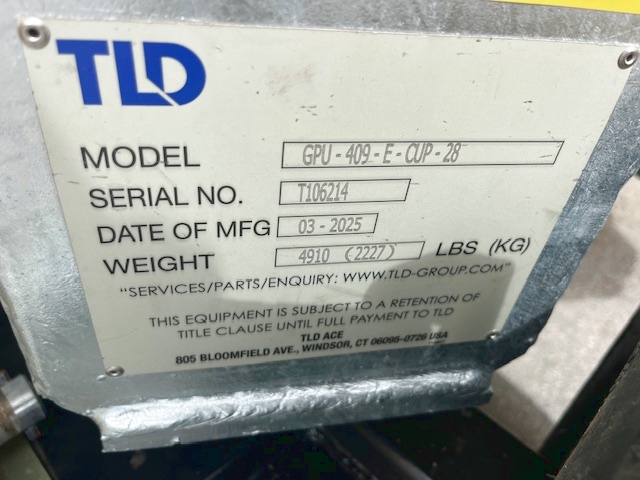 TLD
MODEL GPU-409-E-CUP-28
SERIAL NO. T106214
DATE OF MFG 03-2025
WEIGHT 4910 (2227) LBS (KG)
"SERVICES/PARTS/ENQUIRY: WWW.TLD-GROUP.COM"
THIS EQUIPMENT IS SUBJECT TO A RETENTION OF
TITLE CLAUSE UNTIL FULL PAYMENT TO TLD
TLD ACE
805 BLOOMFIELD AVE., WINDSOR, CT 06095-0726 USA